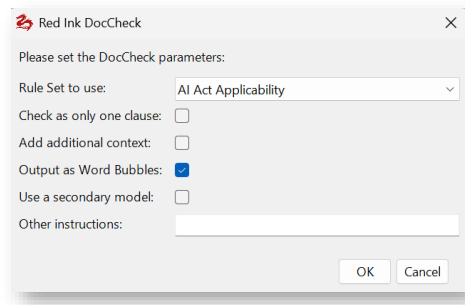 Red Ink DocCheck
Please set the DocCheck parameters:
Rule Set to use: AI Act Applicability
Check as only one clause:
Add additional context:
Output as Word Bubbles:
Use a secondary model:
Other instructions:
OK Cancel